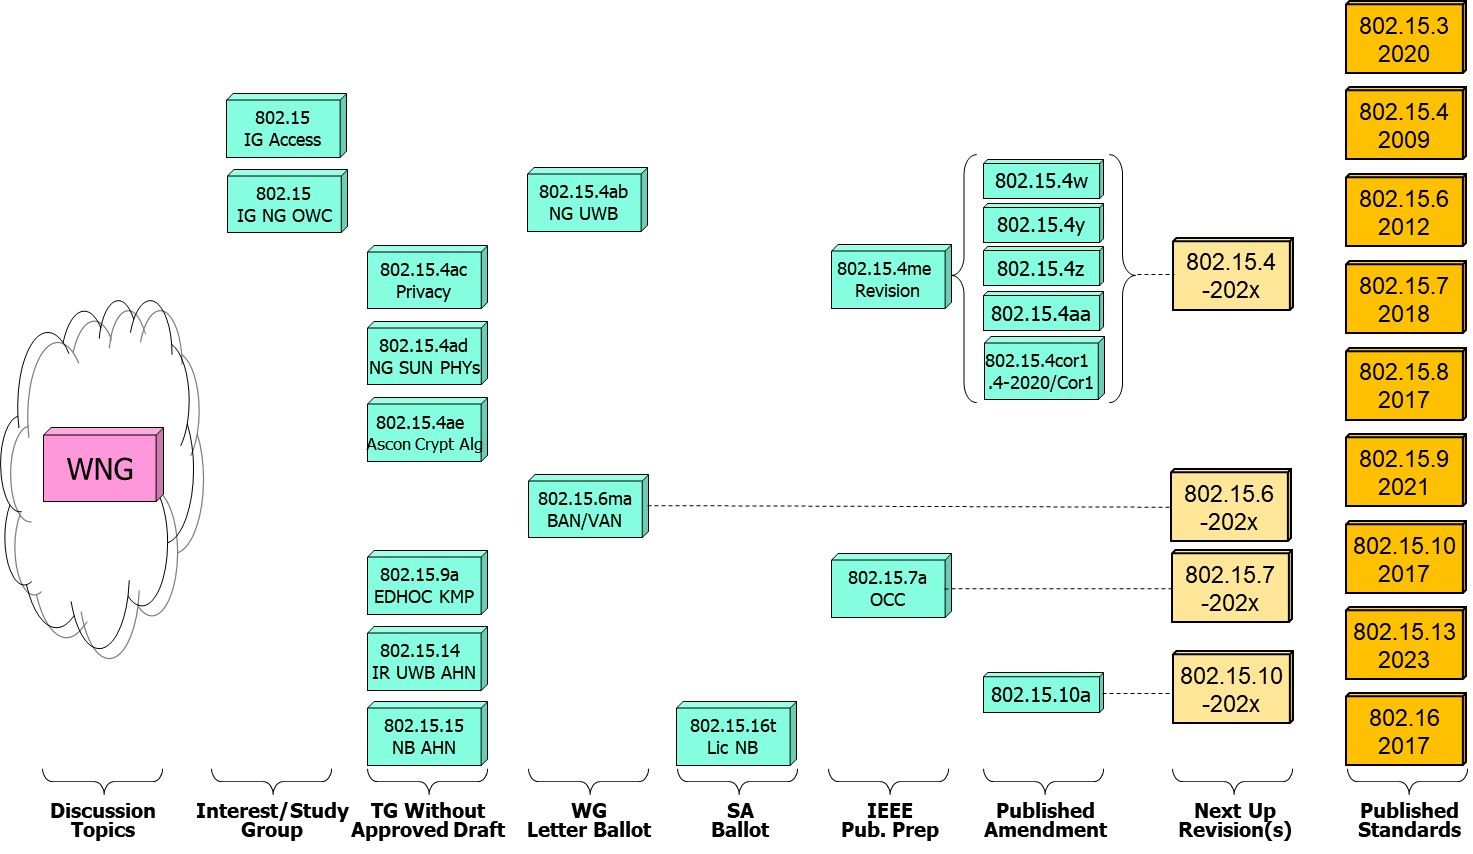 WNG
Discussion
Topics
802.15
IG Access
802.15
IG NG OWC
Interest/Study
Group
802.15.4ac
Privacy
802.15.4ad
NG SUN PHYs
802.15.4ae
Ascon Crypt Alg
802.15.9a
EDHOC KMP
802.15.14
IR UWB AHN
802.15.15
NB AHN
TG Without
Approved Draft
802.15.4ab
NG UWB
802.15.6ma
BAN/VAN
WG
Letter Ballot
802.15.16t
Lic NB
SA
Ballot
802.15.4me
Revision
802.15.7a
OCC
IEEE
Pub. Prep
802.15.4w
802.15.4y
802.15.4z
802.15.4aa
802.15.4cor1
.4-2020/Cor1
802.15.10a
Published
Amendment
802.15.4
-202x
802.15.6
-202x
802.15.7
-202x
802.15.10
-202x
Next Up
Revision(s)
802.15.3
2020
802.15.4
2009
802.15.6
2012
802.15.7
2018
802.15.8
2017
802.15.9
2021
802.15.10
2017
802.15.13
2023
802.16
2017
Published
Standards